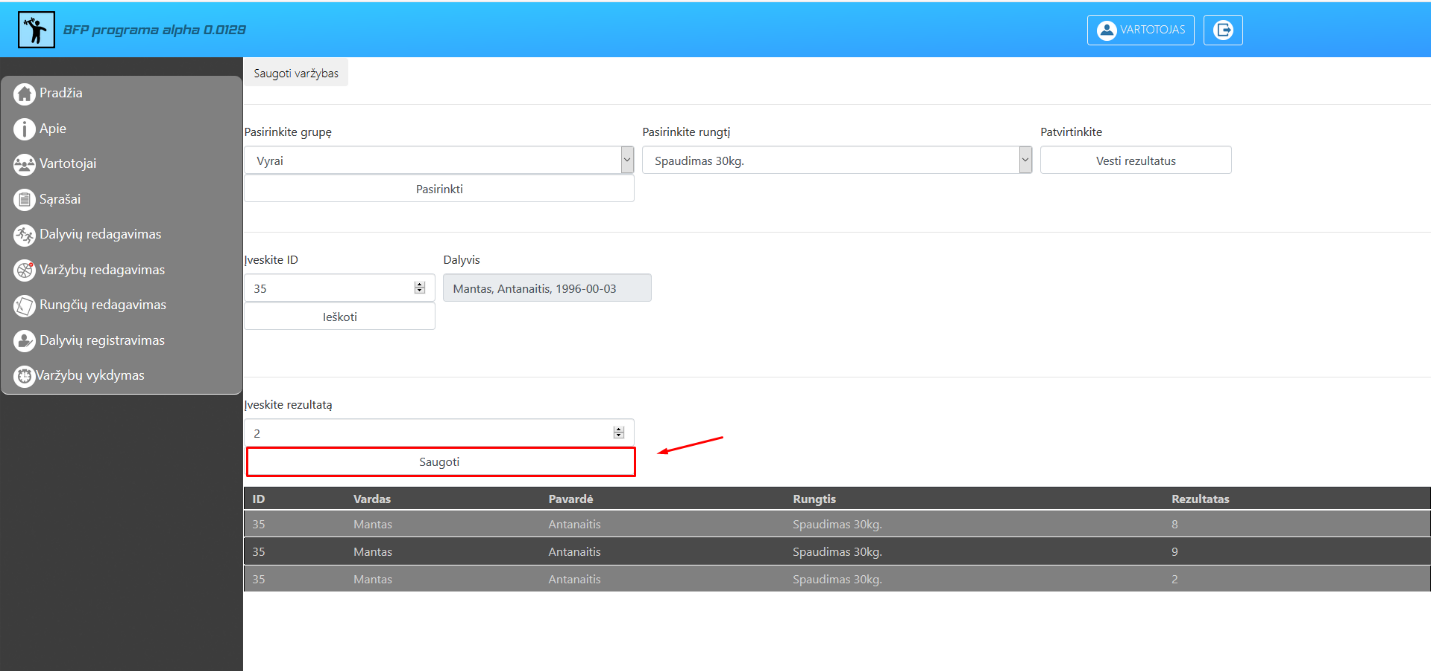 BFP programa alpha 0.0129
VARTOTOJAS
Pradžia
Apie
Vartotojai
Sąrašai
Dalyvių redagavimas
Varžybų redagavimas
Rungčių redagavimas
Dalyvių registravimas
Varžybų vykdymas
Saugoti varžybas
Pasirinkite grupę Pasirinkite rungtį Patvirtinkite
Vyrai Spaudimas 30kg. Vesti rezultatus
Pasirinkti
Įveskite ID Dalyvis
35 Mantas, Antanaitis, 1996-00-03
Ieškoti
Įveskite rezultatą
2
Saugoti
ID Vardas Pavardė Rungtis Rezultatas
35 Mantas Antanaitis Spaudimas 30kg. 8
35 Mantas Antanaitis Spaudimas 30kg. 9
35 Mantas Antanaitis Spaudimas 30kg. 2